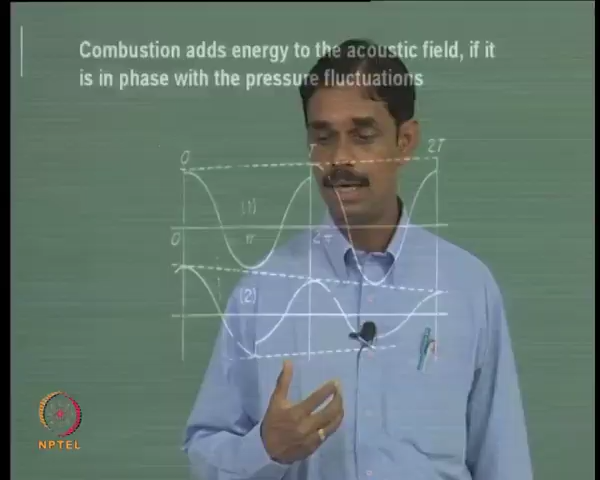 Combustion adds energy to the acoustic field, if it
is in phase with the pressure fluctuations
0 T 2T
(1)
0 π 2π
(2)
NPTEL